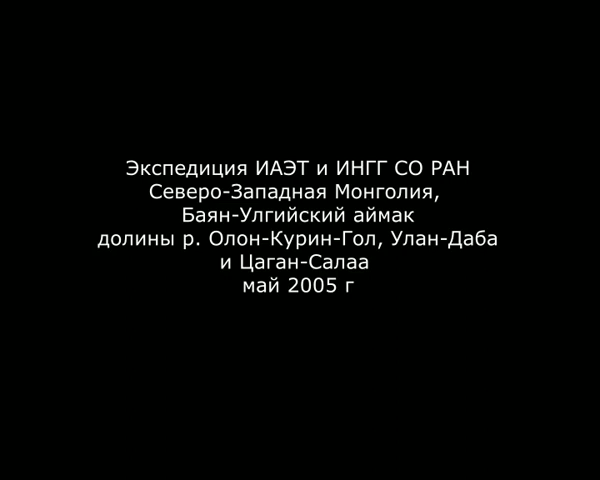 Экспедиция ИАЭТ и ИНГГ СО РАН
Северо-Западная Монголия,
Баян-Улгийский аймак
долины р. Олон-Курин-Гол, Улан-Даба
и Цаган-Салаа
май 2005 г